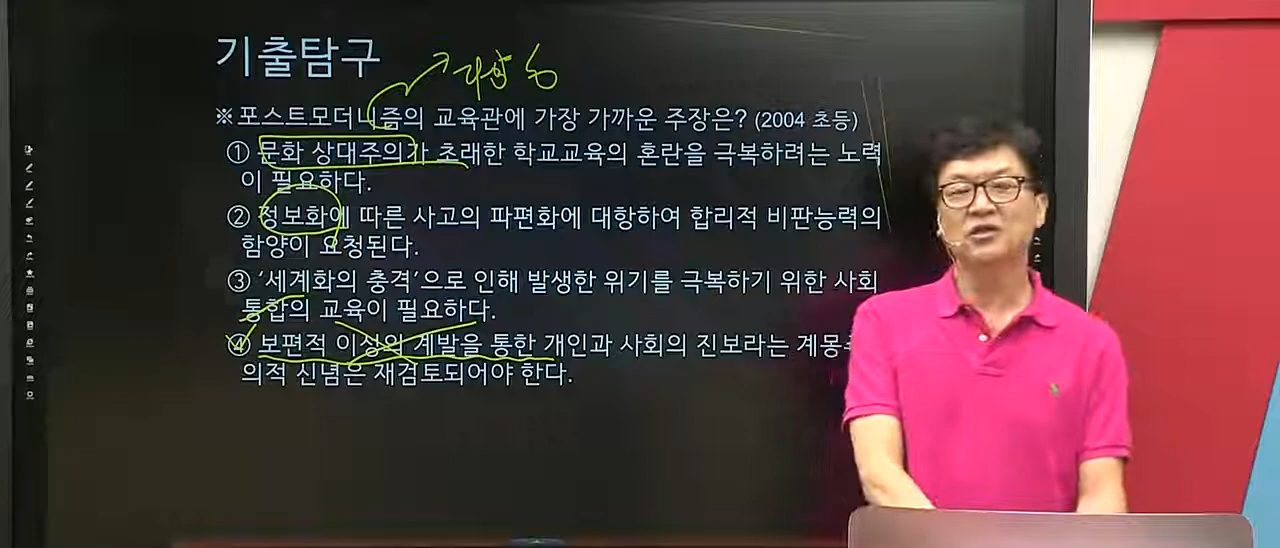 기출탐구
다양성
※ 포스트모더니즘의 교육관에 가장 가까운 주장은? (2004 초등)
① 문화 상대주의가 초래한 학교교육의 혼란을 극복하려는 노력
이 필요하다.
② 정보화에 따른 사고의 파편화에 대항하여 합리적 비판능력의
함양이 요청된다.
③ ‘세계화의 충격’으로 인해 발생한 위기를 극복하기 위한 사회
통합의 교육이 필요하다.
④ 보편적 이성의 계발을 통한 개인과 사회의 진보라는 계몽주
의적 신념은 재검토되어야 한다.